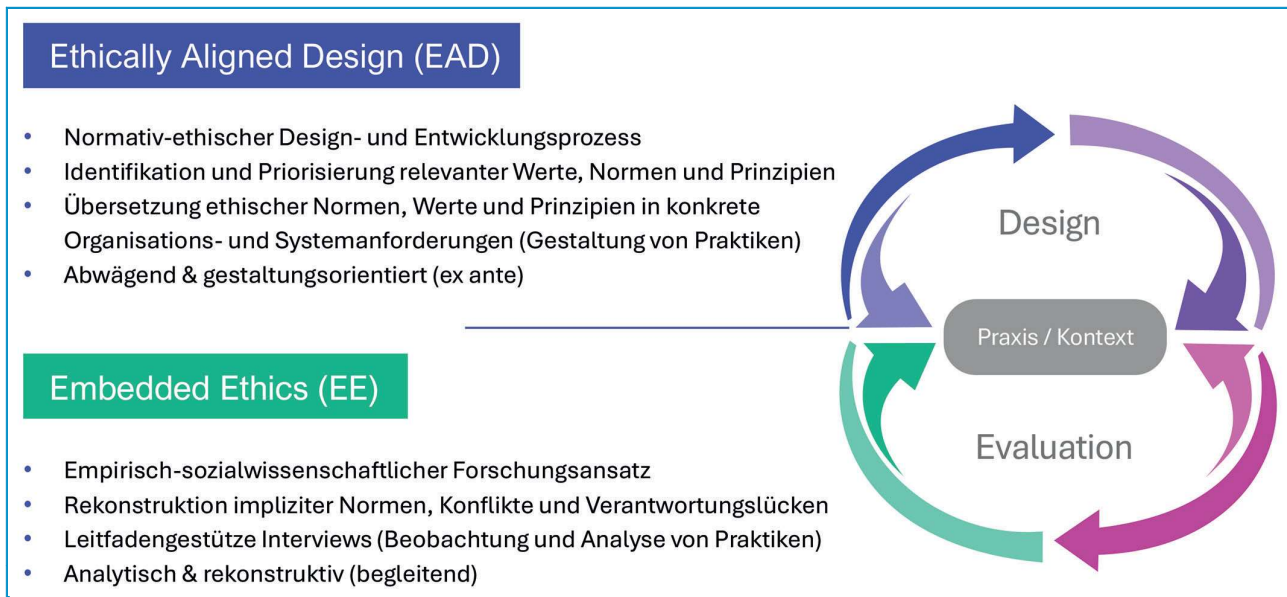 Ethically Aligned Design (EAD)
• Normativ-ethischer Design- und Entwicklungsprozess
• Identifikation und Priorisierung relevanter Werte, Normen und Prinzipien
• Übersetzung ethischer Normen, Werte und Prinzipien in konkrete
Organisations- und Systemanforderungen (Gestaltung von Praktiken)
• Abwägend & gestaltungsorientiert (ex ante)
Embedded Ethics (EE)
• Empirisch-sozialwissenschaftlicher Forschungsansatz
• Rekonstruktion impliziter Normen, Konflikte und Verantwortungslücken
• Leitfadengestütze Interviews (Beobachtung und Analyse von Praktiken)
• Analytisch & rekonstruktiv (begleitend)
Design
Praxis / Kontext
Evaluation